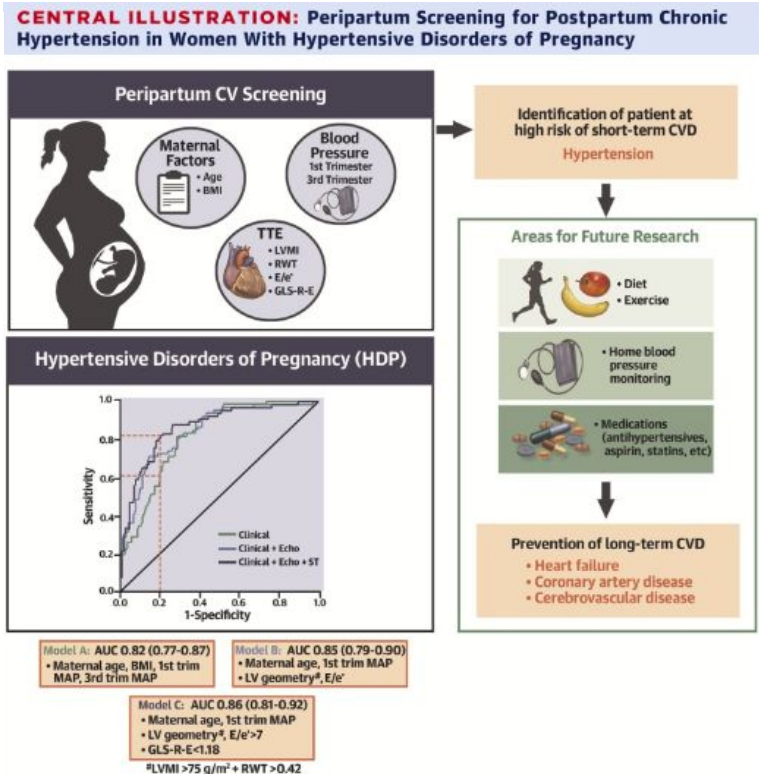 CENTRAL ILLUSTRATION: Peripartum Screening for Postpartum Chronic
Hypertension in Women With Hypertensive Disorders of Pregnancy
Peripartum CV Screening
Maternal
Factors
• Age
• BMI
Blood
Pressure
1st Trimester
3rd Trimester
TTE
• LVMI
• RWT
• E/e'
• GLS-R-E
Identification of patient at
high risk of short-term CVD
Hypertension
Areas for Future Research
• Diet
• Exercise
• Home blood
pressure
monitoring
• Medications
(antihypertensives,
aspirin, statins, etc)
Prevention of long-term CVD
• Heart failure
• Coronary artery disease
• Cerebrovascular disease
Hypertensive Disorders of Pregnancy (HDP)
Sensitivity
1.0
0.8
0.6
0.4
0.2
0.0
Clinical
Clinical + Echo
Clinical + Echo + ST
0.0 0.2 0.4 0.6 0.8 1.0
1-Specificity
Model A: AUC 0.82 (0.77-0.87)
• Maternal age, BMI, 1st trim
MAP, 3rd trim MAP
Model B: AUC 0.85 (0.79-0.90)
• Maternal age, 1st trim MAP
• LV geometry#, E/e'
Model C: AUC 0.86 (0.81-0.92)
• Maternal age, 1st trim MAP
• LV geometry#, E/e'>7
• GLS-R-E<1.18
#LVMI >75 g/m² + RWT >0.42